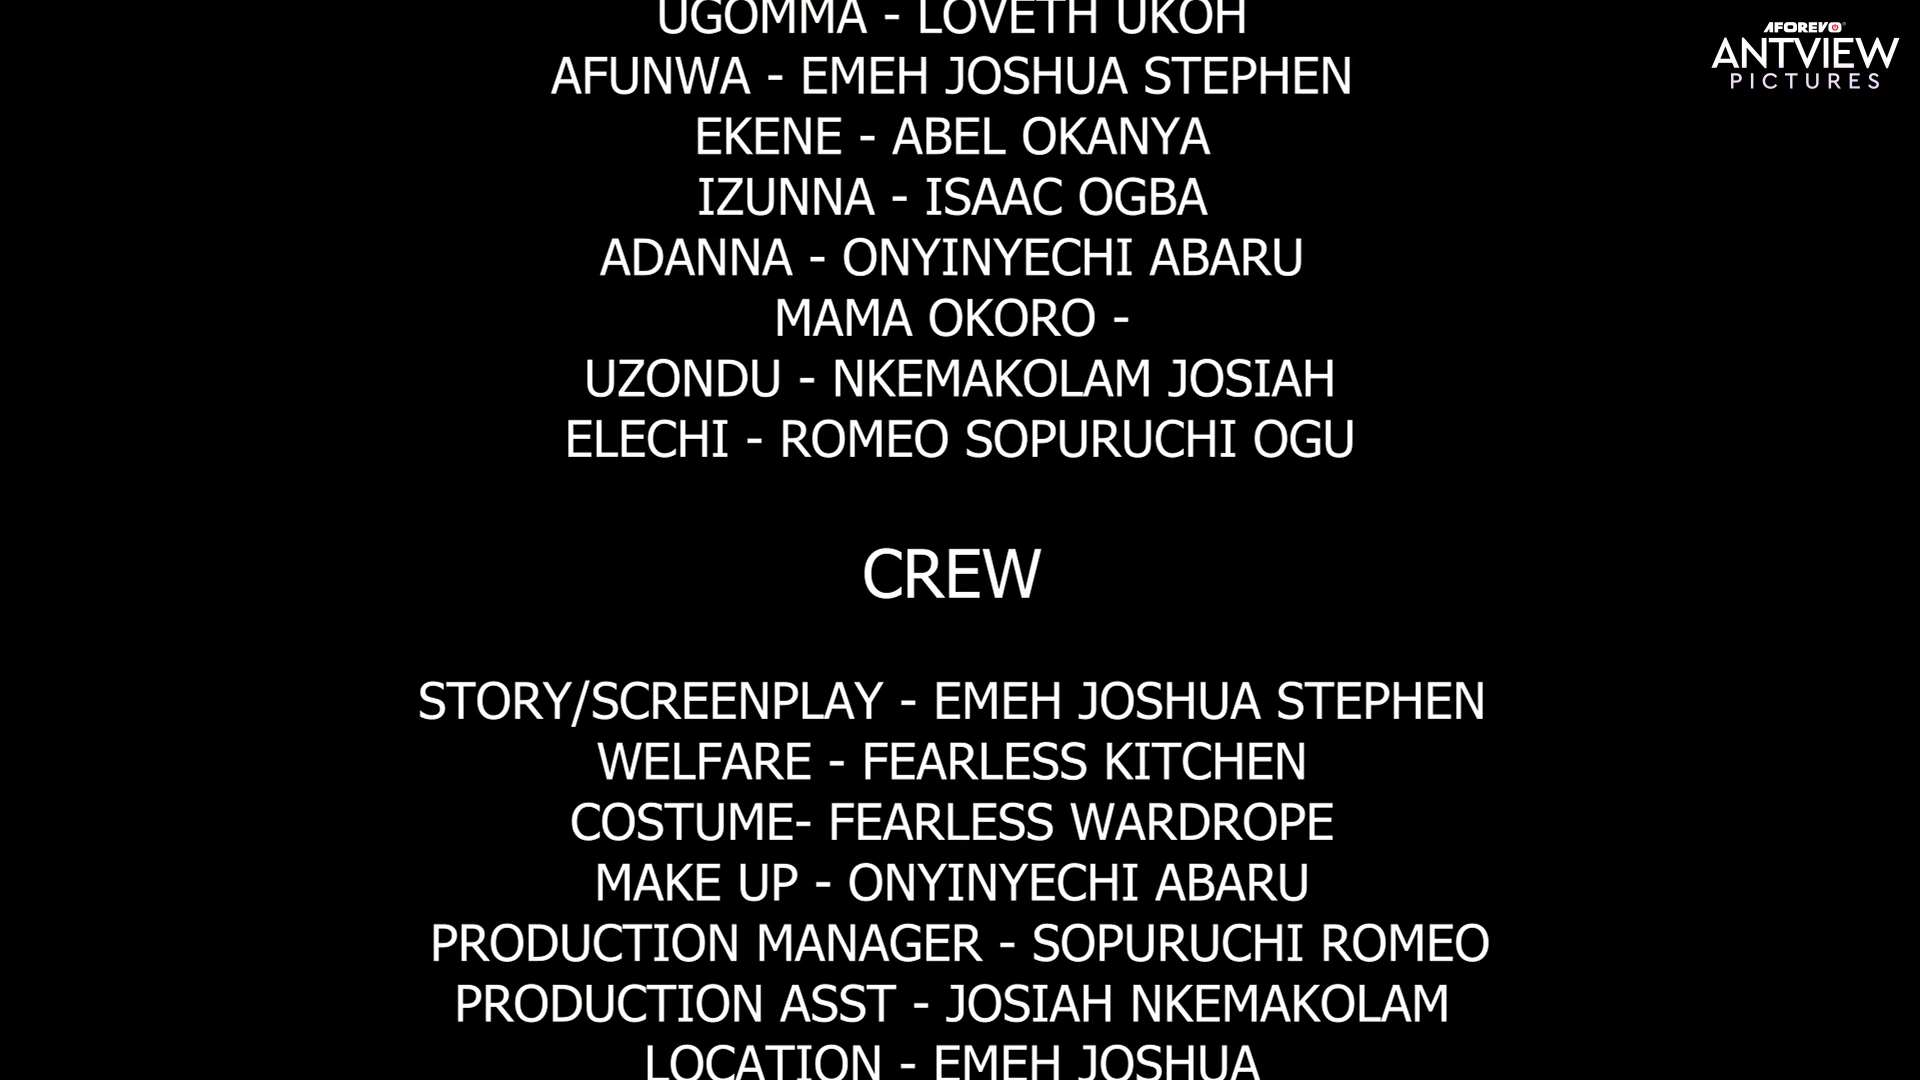 UGOMMA - LOVETH UKOH
AFUNWA - EMEH JOSHUA STEPHEN
EKENE - ABEL OKANYA
IZUNNA - ISAAC OGBA
ADANNA - ONYINYECHI ABARU
MAMA OKORO -
UZONDU - NKEMAKOLAM JOSIAH
ELECHI - ROMEO SOPURUCHI OGU
CREW
STORY/SCREENPLAY - EMEH JOSHUA STEPHEN
WELFARE - FEARLESS KITCHEN
COSTUME- FEARLESS WARDROPE
MAKE UP - ONYINYECHI ABARU
PRODUCTION MANAGER - SOPURUCHI ROMEO
PRODUCTION ASST - JOSIAH NKEMAKOLAM
LOCATION - EMEH JOSHUA
AFOREVO
ANTVIEW
PICTURES